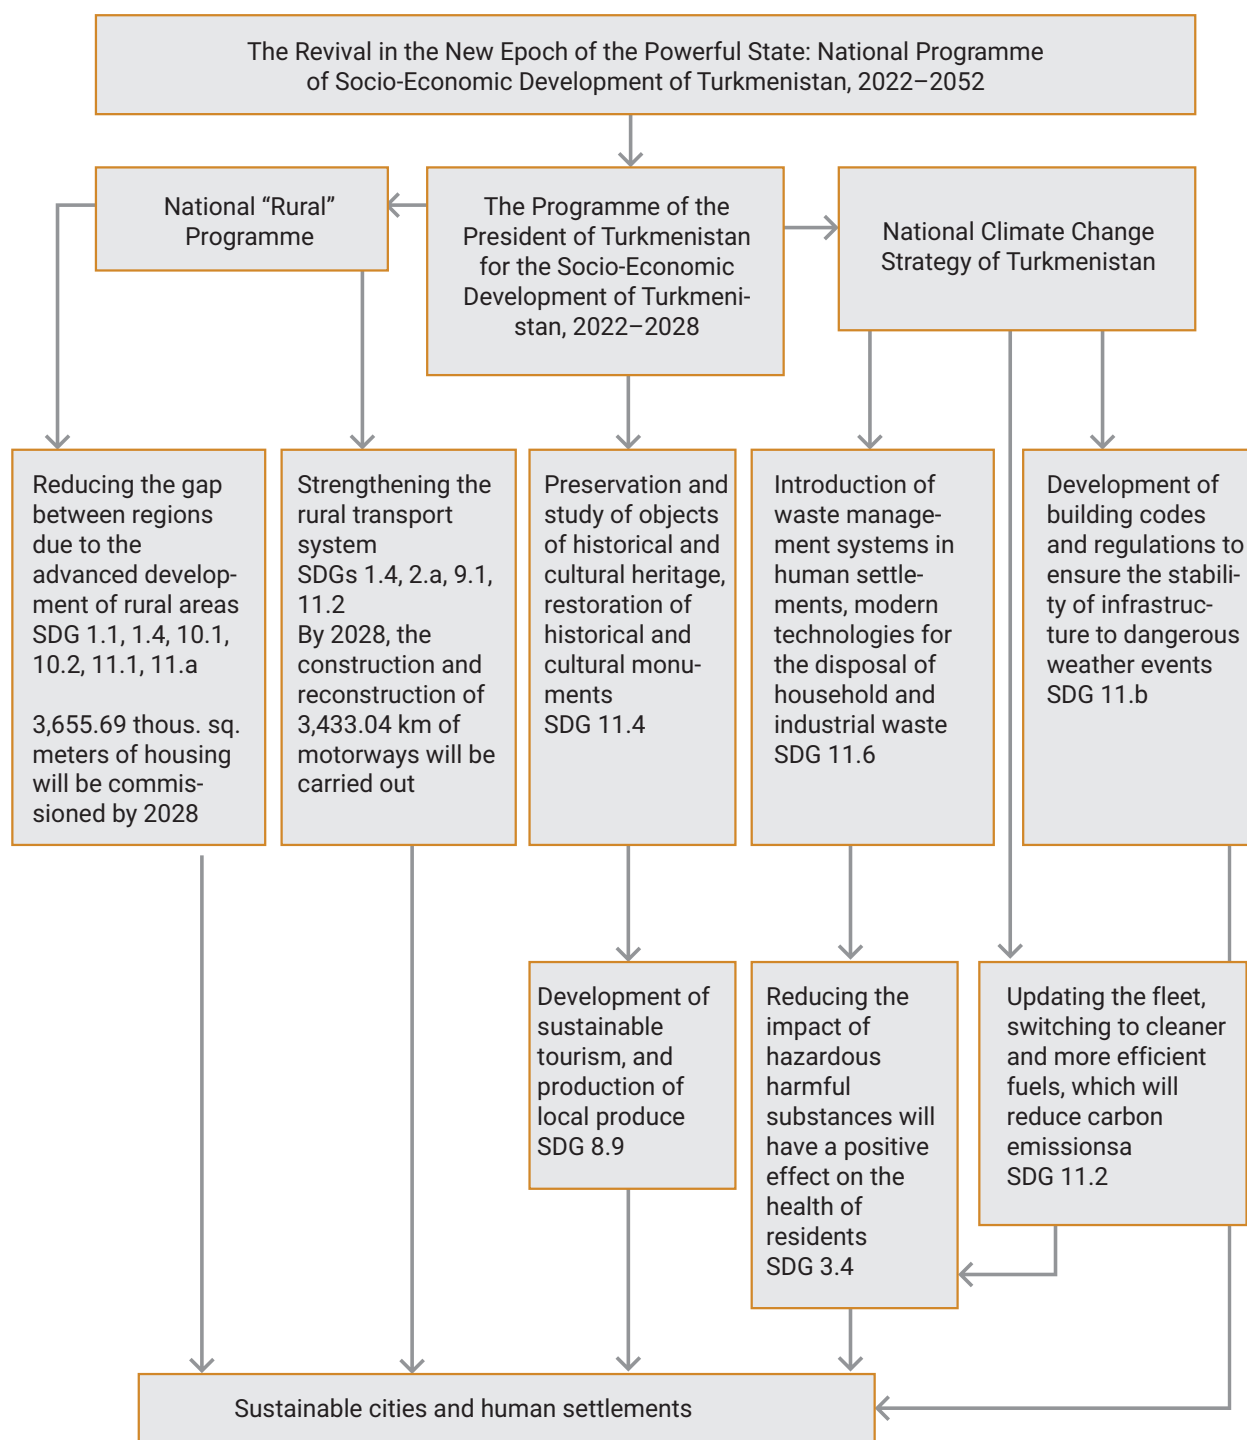 The Revival in the New Epoch of the Powerful State: National Programme
of Socio-Economic Development of Turkmenistan, 2022–2052
National “Rural”
Programme
The Programme of the
President of Turkmenistan
for the Socio-Economic
Development of Turkmeni-
stan, 2022–2028
National Climate Change
Strategy of Turkmenistan
Reducing the gap
between regions
due to the
advanced develop-
ment of rural areas
SDG 1.1, 1.4, 10.1,
10.2, 11.1, 11.a
3,655.69 thous. sq.
meters of housing
will be commis-
sioned by 2028
Strengthening the
rural transport
system
SDGs 1.4, 2.a, 9.1,
11.2
By 2028, the
construction and
reconstruction of
3,433.04 km of
motorways will be
carried out
Preservation and
study of objects
of historical and
cultural heritage,
restoration of
historical and
cultural monu-
ments
SDG 11.4
Introduction of
waste manage-
ment systems in
human settle-
ments, modern
technologies for
the disposal of
household and
industrial waste
SDG 11.6
Development of
building codes
and regulations to
ensure the stabili-
ty of infrastruc-
ture to dangerous
weather events
SDG 11.b
Development of
sustainable
tourism, and
production of
local produce
SDG 8.9
Reducing the
impact of
hazardous
harmful
substances will
have a positive
effect on the
health of
residents
SDG 3.4
Updating the fleet,
switching to cleaner
and more efficient
fuels, which will
reduce carbon
emissionsa
SDG 11.2
Sustainable cities and human settlements